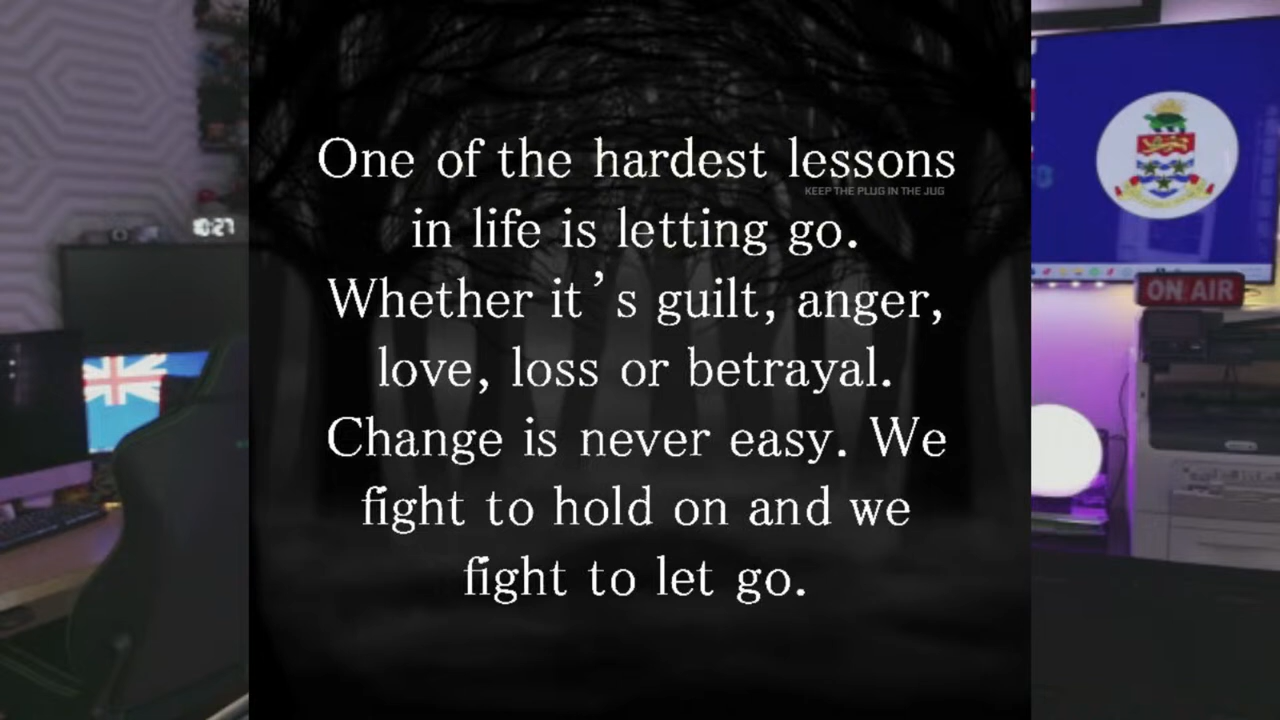 One of the hardest lessons
KEEP THE PLUG IN THE JUG
in life is letting go.
Whether it’s guilt, anger,
love, loss or betrayal.
Change is never easy. We
fight to hold on and we
fight to let go.
10:27
ON AIR